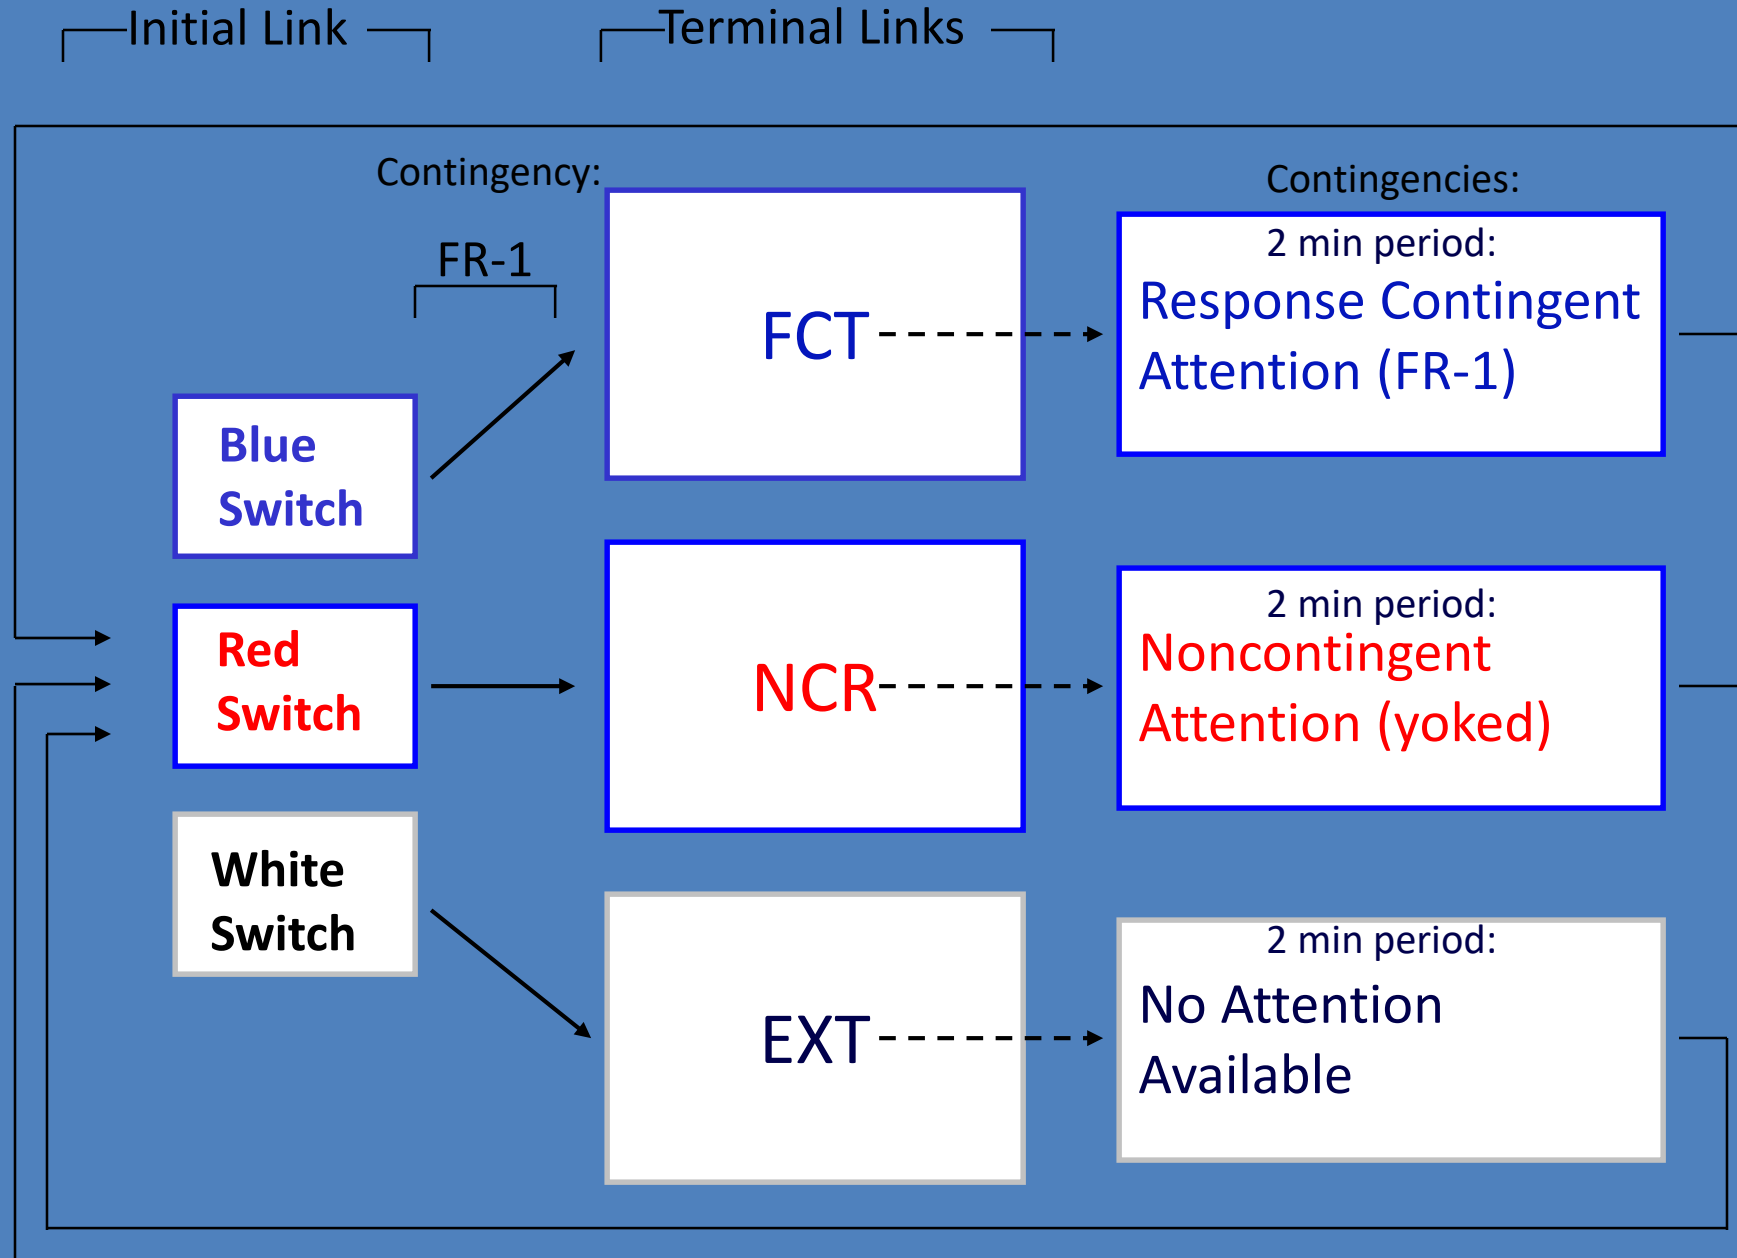 Initial Link
Terminal Links
Contingency:
Contingencies:
FR-1
Blue
Switch
FCT
2 min period:
Response Contingent
Attention (FR-1)
Red
Switch
NCR
2 min period:
Noncontingent
Attention (yoked)
White
Switch
EXT
2 min period:
No Attention
Available